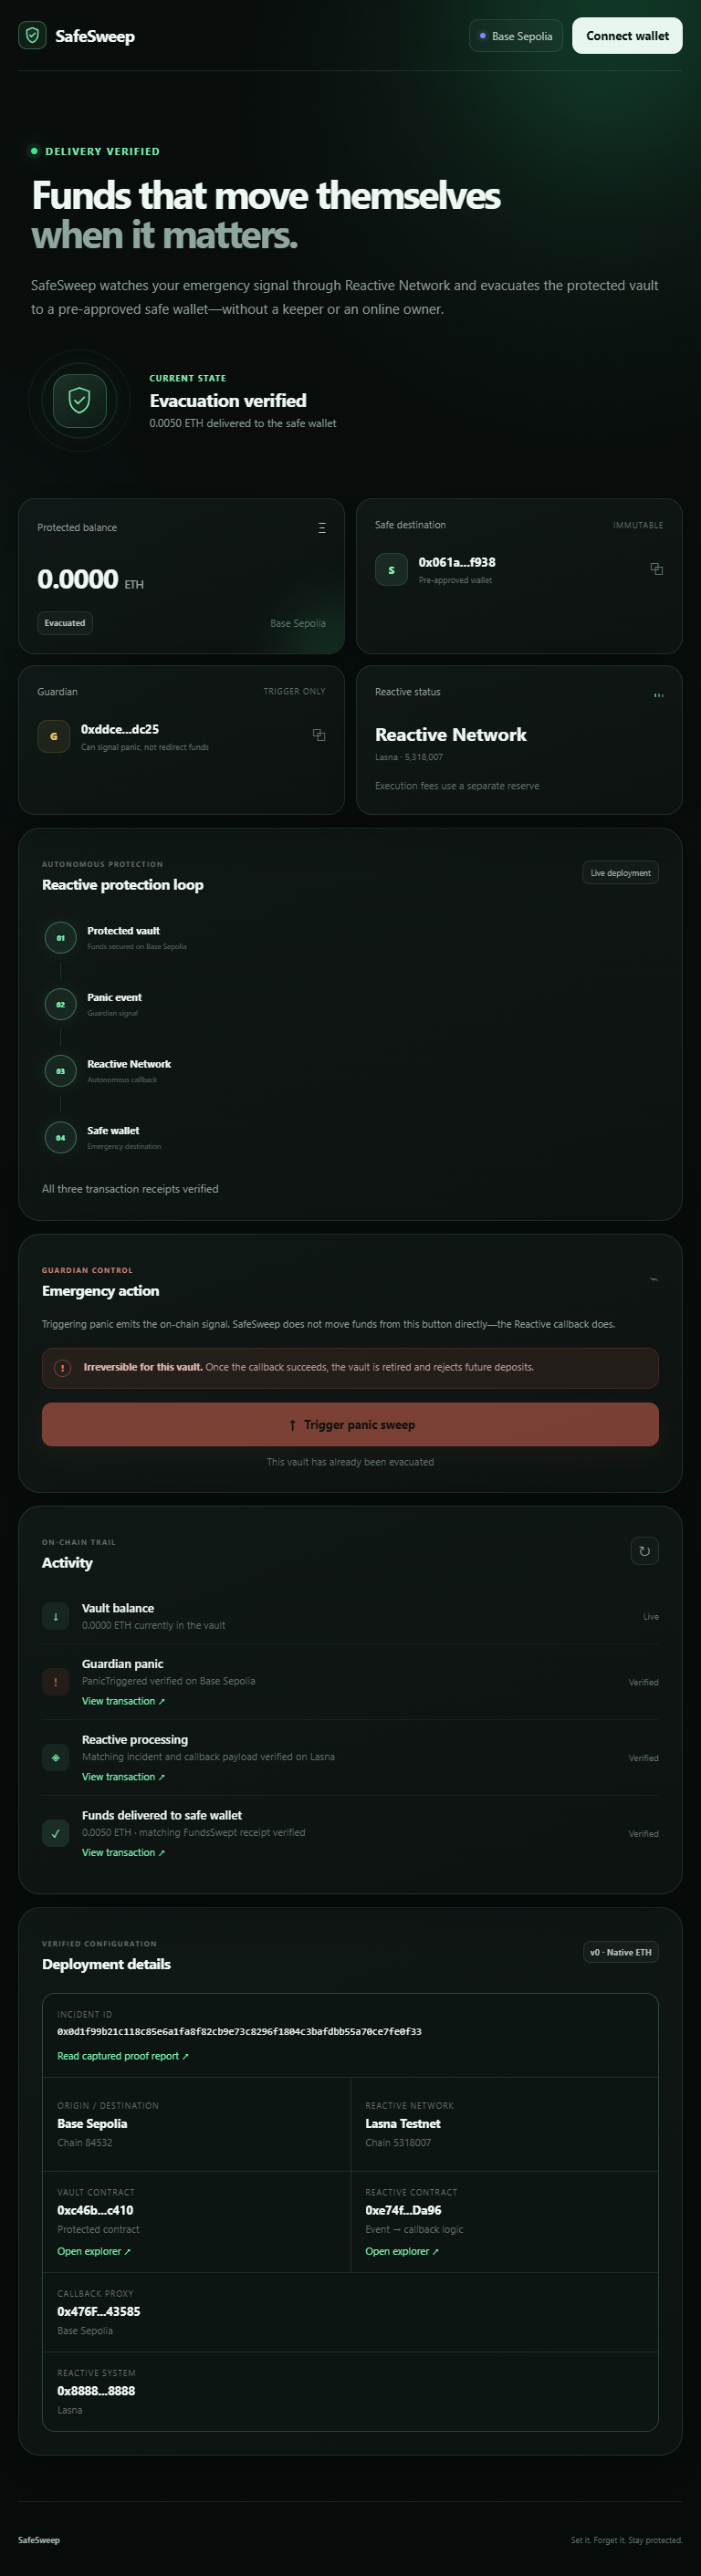 SafeSweep
Base Sepolia
Connect wallet
DELIVERY VERIFIED
Funds that move themselves
when it matters.
SafeSweep watches your emergency signal through Reactive Network and evacuates the protected vault
to a pre-approved safe wallet—without a keeper or an online owner.
CURRENT STATE
Evacuation verified
0.0050 ETH delivered to the safe wallet
Protected balance
Ξ
0.0000 ETH
Evacuated
Base Sepolia
Safe destination
IMMUTABLE
S
0x061a...f938
Pre-approved wallet
Guardian
TRIGGER ONLY
G
0xddce...dc25
Can signal panic, not redirect funds
Reactive status
Reactive Network
Lasna · 5,318,007
Execution fees use a separate reserve
AUTONOMOUS PROTECTION
Reactive protection loop
Live deployment
01
Protected vault
Funds secured on Base Sepolia
02
Panic event
Guardian signal
03
Reactive Network
Autonomous callback
04
Safe wallet
Emergency destination
All three transaction receipts verified
GUARDIAN CONTROL
Emergency action
Triggering panic emits the on-chain signal. SafeSweep does not move funds from this button directly—the Reactive callback does.
! Irreversible for this vault. Once the callback succeeds, the vault is retired and rejects future deposits.
↑ Trigger panic sweep
This vault has already been evacuated
ON-CHAIN TRAIL
Activity
↻
↓
Vault balance
0.0000 ETH currently in the vault
Live
!
Guardian panic
PanicTriggered verified on Base Sepolia
View transaction ↗
Verified
◈
Reactive processing
Matching incident and callback payload verified on Lasna
View transaction ↗
Verified
✓
Funds delivered to safe wallet
0.0050 ETH · matching FundsSwept receipt verified
View transaction ↗
Verified
VERIFIED CONFIGURATION
Deployment details
v0 · Native ETH
INCIDENT ID
0x0d1f99b21c118c85e6a1fa8f82cb9e73c8296f1804c3bafdbb55a70ce7fe0f33
Read captured proof report ↗
ORIGIN / DESTINATION
Base Sepolia
Chain 84532
REACTIVE NETWORK
Lasna Testnet
Chain 5318007
VAULT CONTRACT
0xc46b...c410
Protected contract
Open explorer ↗
REACTIVE CONTRACT
0xe74f...Da96
Event → callback logic
Open explorer ↗
CALLBACK PROXY
0x476F...43585
Base Sepolia
REACTIVE SYSTEM
0x8888...8888
Lasna
SafeSweep
Set it. Forget it. Stay protected.